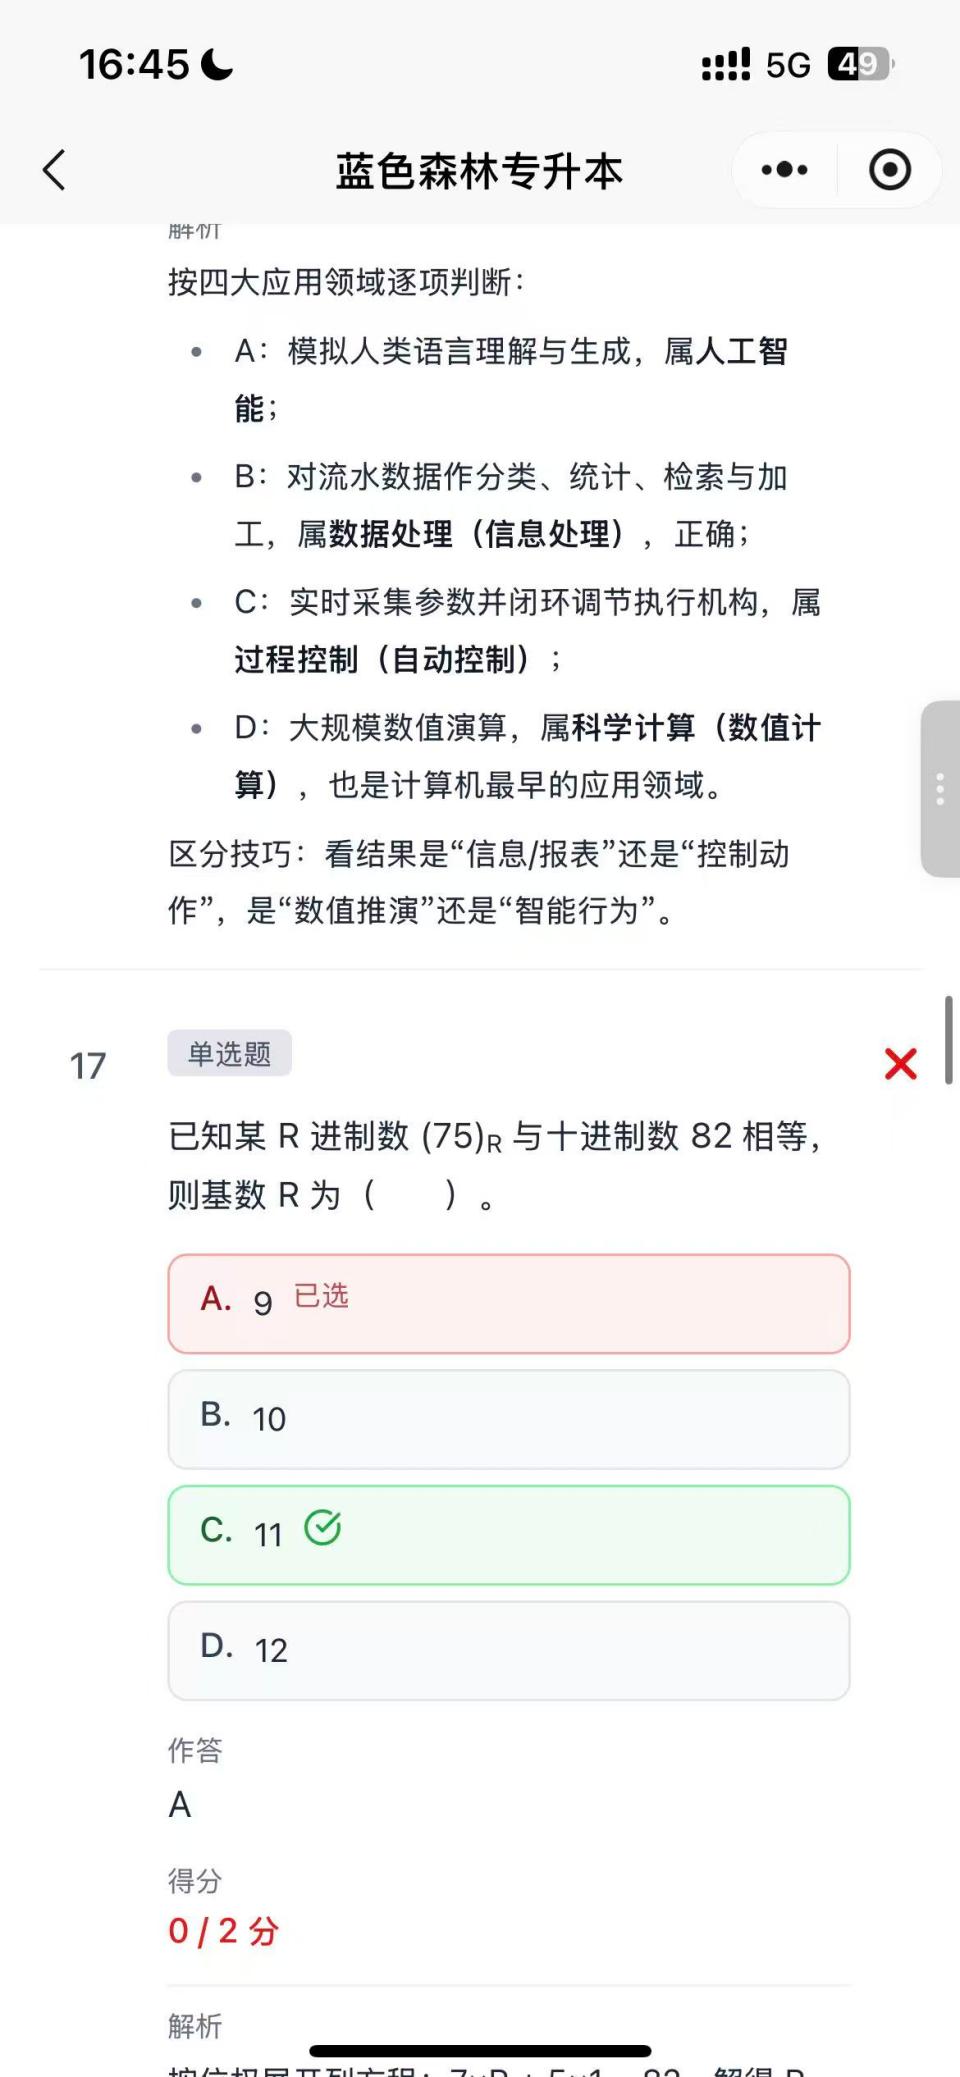 16:45
5G 49
蓝色森林专升本
解析
按四大应用领域逐项判断：
A：模拟人类语言理解与生成，属人工智
能；
B：对流水数据作分类、统计、检索与加
工，属数据处理（信息处理），正确；
C：实时采集参数并闭环调节执行机构，属
过程控制（自动控制）；
D：大规模数值演算，属科学计算（数值计
算），也是计算机最早的应用领域。
区分技巧：看结果是“信息/报表”还是“控制动
作”，是“数值推演”还是“智能行为”。
17 单选题
已知某 R 进制数 (75)R 与十进制数 82 相等，
则基数 R 为（　　）。
A. 9 已选
B. 10
C. 11
D. 12
作答
A
得分
0 / 2 分
解析